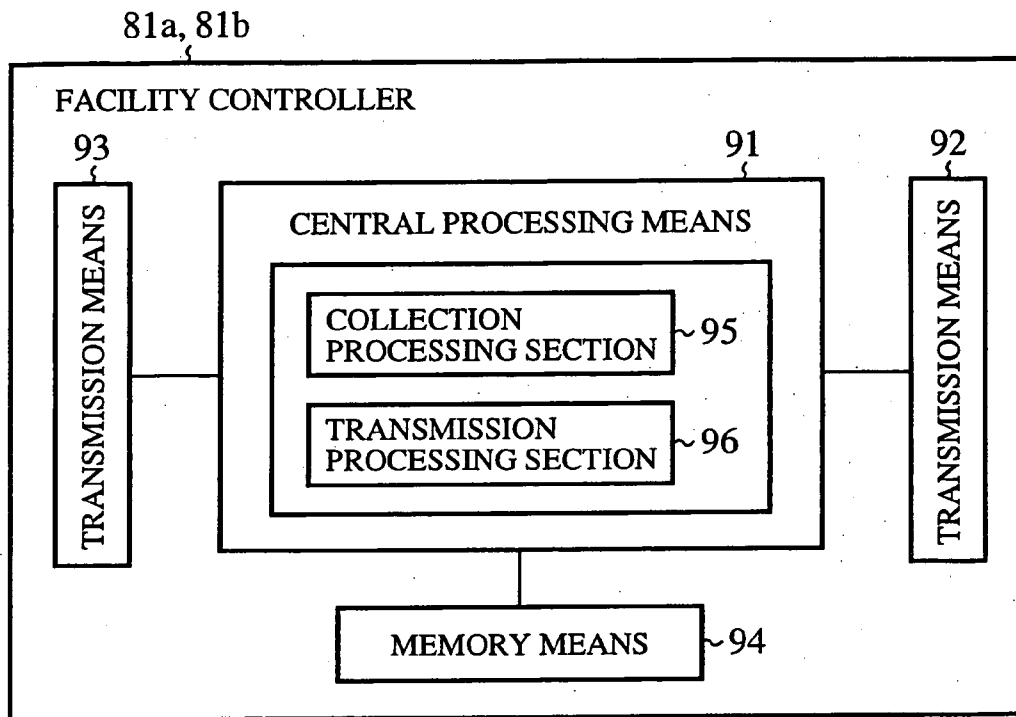 81a, 81b
FACILITY CONTROLLER
93
91
92
TRANSMISSION MEANS
CENTRAL PROCESSING MEANS
TRANSMISSION MEANS
COLLECTION
PROCESSING SECTION
95
TRANSMISSION
PROCESSING SECTION
96
MEMORY MEANS
94